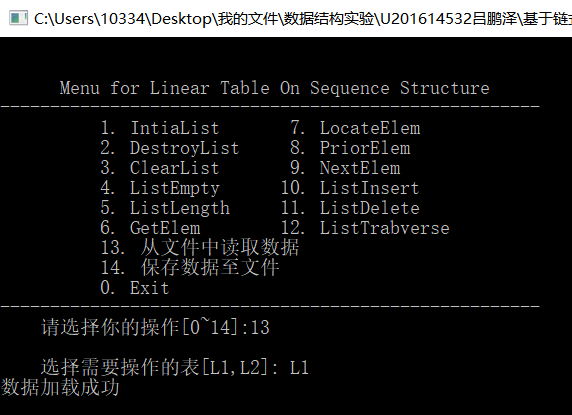 C:\Users\10334\Desktop\我的文件\数据结构实验\U201614532吕鹏泽\基于链
Menu for Linear Table On Sequence Structure
------------------------------------------------------
1. IntiaList 7. LocateElem
2. DestroyList 8. PriorElem
3. ClearList 9. NextElem
4. ListEmpty 10. ListInsert
5. ListLength 11. ListDelete
6. GetElem 12. ListTrabverse
13. 从文件中读取数据
14. 保存数据至文件
0. Exit
------------------------------------------------------
请选择你的操作[0~14]:13
选择需要操作的表[L1,L2]: L1
数据加载成功